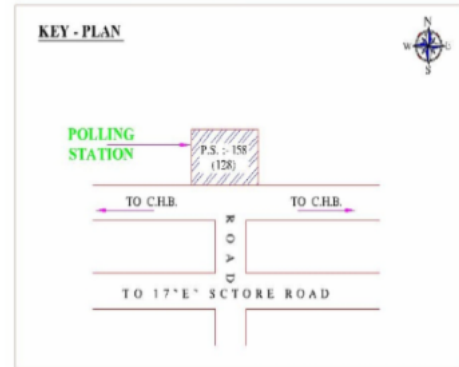 KEY - PLAN
N
W E
S
POLLING
STATION
P.S. :- 158
(128)
TO C.H.B.
TO C.H.B.
ROAD
TO 17"E" SCTORE ROAD